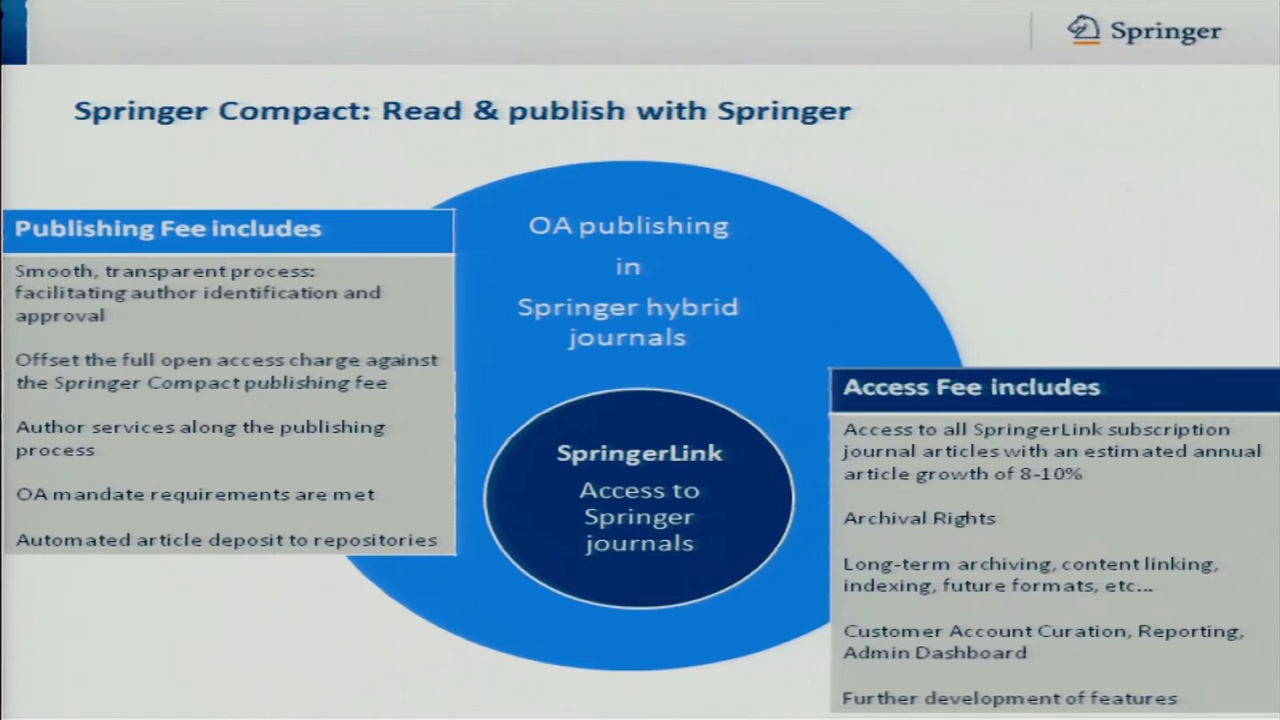 Springer
Springer Compact: Read & publish with Springer
Publishing Fee includes
Smooth, transparent process:
facilitating author identification and
approval
Offset the full open access charge against
the Springer Compact publishing fee
Author services along the publishing
process
OA mandate requirements are met
Automated article deposit to repositories
OA publishing
in
Springer hybrid
journals
SpringerLink
Access to
Springer
journals
Access Fee includes
Access to all SpringerLink subscription
journal articles with an estimated annual
article growth of 8-10%
Archival Rights
Long-term archiving, content linking,
indexing, future formats, etc...
Customer Account Curation, Reporting,
Admin Dashboard
Further development of features